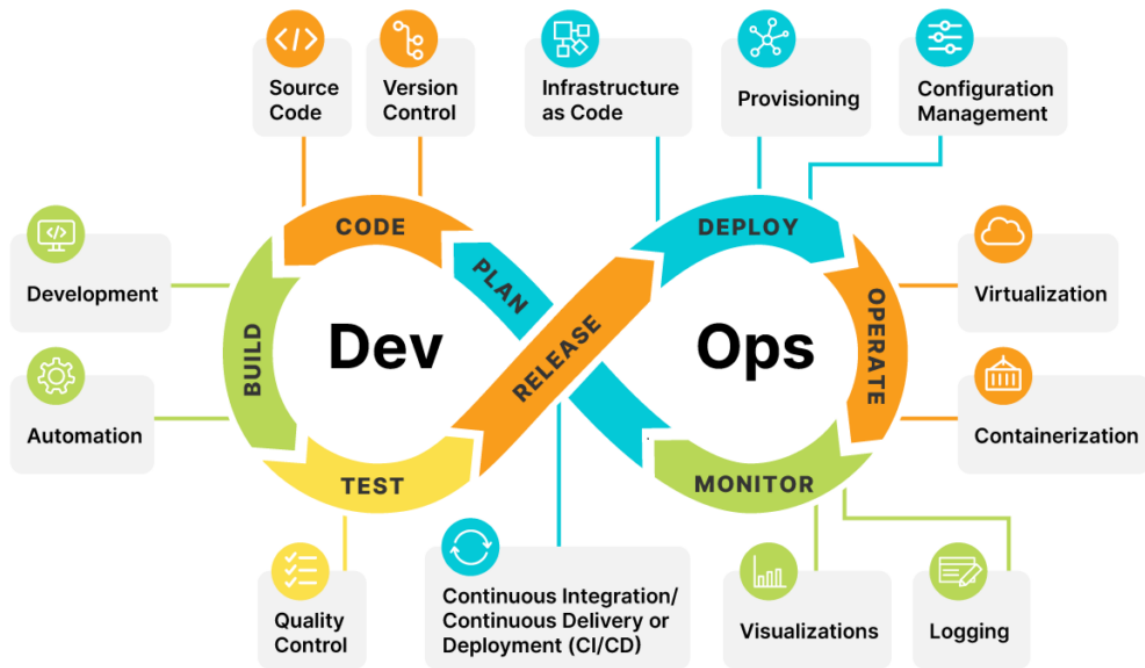 Source
Code
Version
Control
Infrastructure
as Code
Provisioning
Configuration
Management
CODE
DEPLOY
PLAN
Development
Virtualization
BUILD
Dev
RELEASE
Ops
OPERATE
Automation
Containerization
TEST
MONITOR
Quality
Control
Continuous Integration/
Continuous Delivery or
Deployment (CI/CD)
Visualizations
Logging